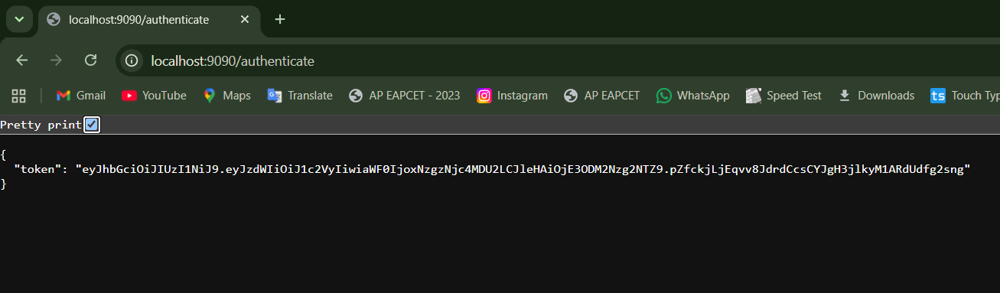 localhost:9090/authenticate
localhost:9090/authenticate
Gmail YouTube Maps Translate AP EAPCET - 2023 Instagram AP EAPCET WhatsApp Speed Test Downloads ts Touch Typ
Pretty print
{
"token": "eyJhbGciOiJIUzI1NiJ9.eyJzdWIiOiJ1c2VyIiwiaWF0IjoxNzgzNjc4MDU2LCJleHAiOjE3ODM2Nzg2NTZ9.pZfckjLjEqvv8JdrdCcsCYJgH3jlkyM1ARdUdfg2sng"
}